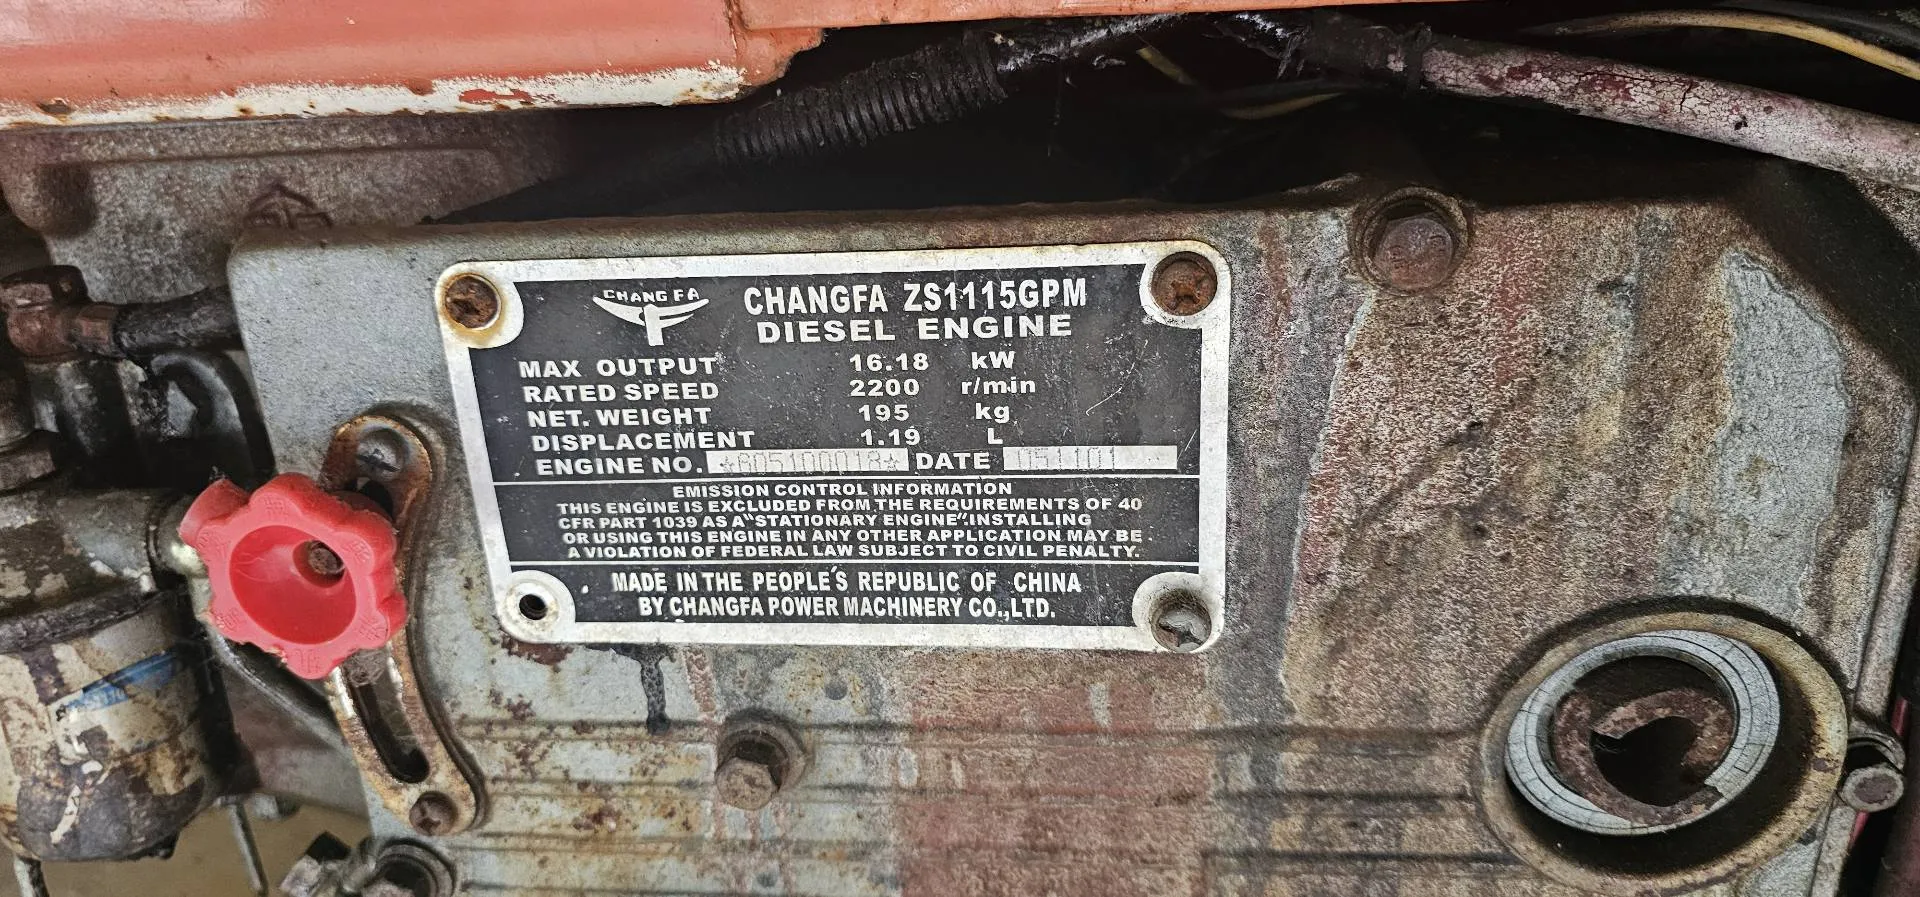 CHANG FA
CHANGFA ZS1115GPM
DIESEL ENGINE
MAX OUTPUT 16.18 kW
RATED SPEED 2200 r/min
NET. WEIGHT 195 kg
DISPLACEMENT 1.19 L
ENGINE NO. DATE 051101
EMISSION CONTROL INFORMATION
THIS ENGINE IS EXCLUDED FROM THE REQUIREMENTS OF 40
CFR PART 1039 AS A "STATIONARY ENGINE". INSTALLING
OR USING THIS ENGINE IN ANY OTHER APPLICATION MAY BE
A VIOLATION OF FEDERAL LAW SUBJECT TO CIVIL PENALTY.
MADE IN THE PEOPLE'S REPUBLIC OF CHINA
BY CHANGFA POWER MACHINERY CO.,LTD.